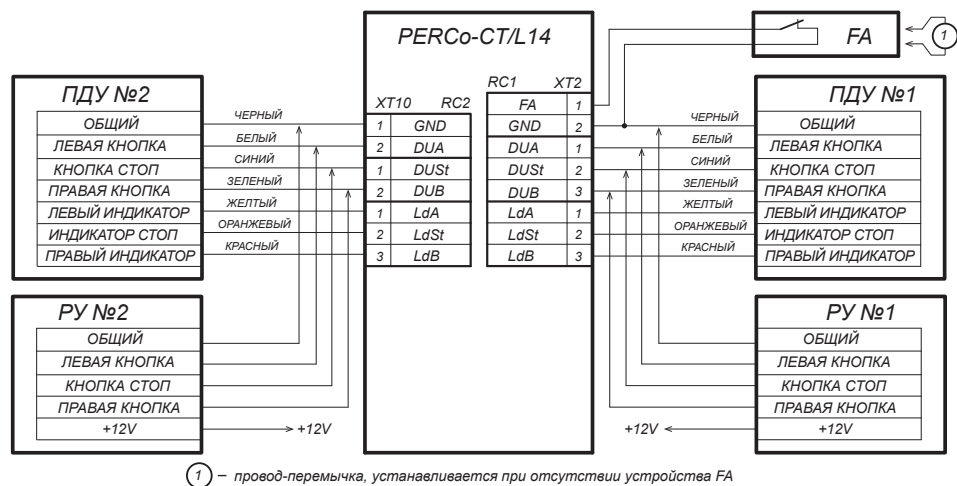 PERCo-CT/L14
FA
1
ПДУ №2
ОБЩИЙ
ЛЕВАЯ КНОПКА
КНОПКА СТОП
ПРАВАЯ КНОПКА
ЛЕВЫЙ ИНДИКАТОР
ИНДИКАТОР СТОП
ПРАВЫЙ ИНДИКАТОР
ЧЕРНЫЙ
БЕЛЫЙ
СИНИЙ
ЗЕЛЕНЫЙ
ЖЕЛТЫЙ
ОРАНЖЕВЫЙ
КРАСНЫЙ
XT10 RC2
1 GND
2 DUA
1 DUSt
2 DUB
1 LdA
2 LdSt
3 LdB
RC1 XT2
FA 1
GND 2
DUA 1
DUSt 2
DUB 3
LdA 1
LdSt 2
LdB 3
ЧЕРНЫЙ
БЕЛЫЙ
СИНИЙ
ЗЕЛЕНЫЙ
ЖЕЛТЫЙ
ОРАНЖЕВЫЙ
КРАСНЫЙ
ПДУ №1
ОБЩИЙ
ЛЕВАЯ КНОПКА
КНОПКА СТОП
ПРАВАЯ КНОПКА
ЛЕВЫЙ ИНДИКАТОР
ИНДИКАТОР СТОП
ПРАВЫЙ ИНДИКАТОР
РУ №2
ОБЩИЙ
ЛЕВАЯ КНОПКА
КНОПКА СТОП
ПРАВАЯ КНОПКА
+12V
+12V
РУ №1
ОБЩИЙ
ЛЕВАЯ КНОПКА
КНОПКА СТОП
ПРАВАЯ КНОПКА
+12V
+12V
1 – провод-перемычка, устанавливается при отсутствии устройства FA